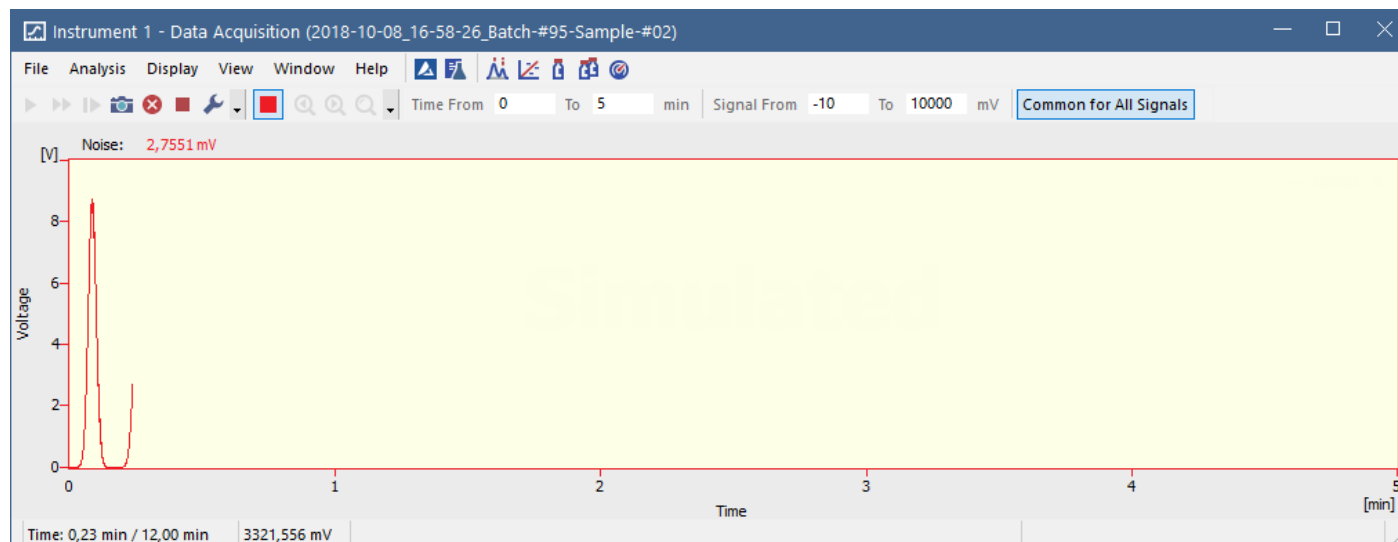 Instrument 1 - Data Acquisition (2018-10-08_16-58-26_Batch-#95-Sample-#02)
File Analysis Display View Window Help
Time From 0 To 5 min Signal From -10 To 10000 mV Common for All Signals
Noise: 2,7551 mV
[V]
8
6
4
2
0
Voltage
0 1 2 3 4 5
Time
[min]
Time: 0,23 min / 12,00 min 3321,556 mV